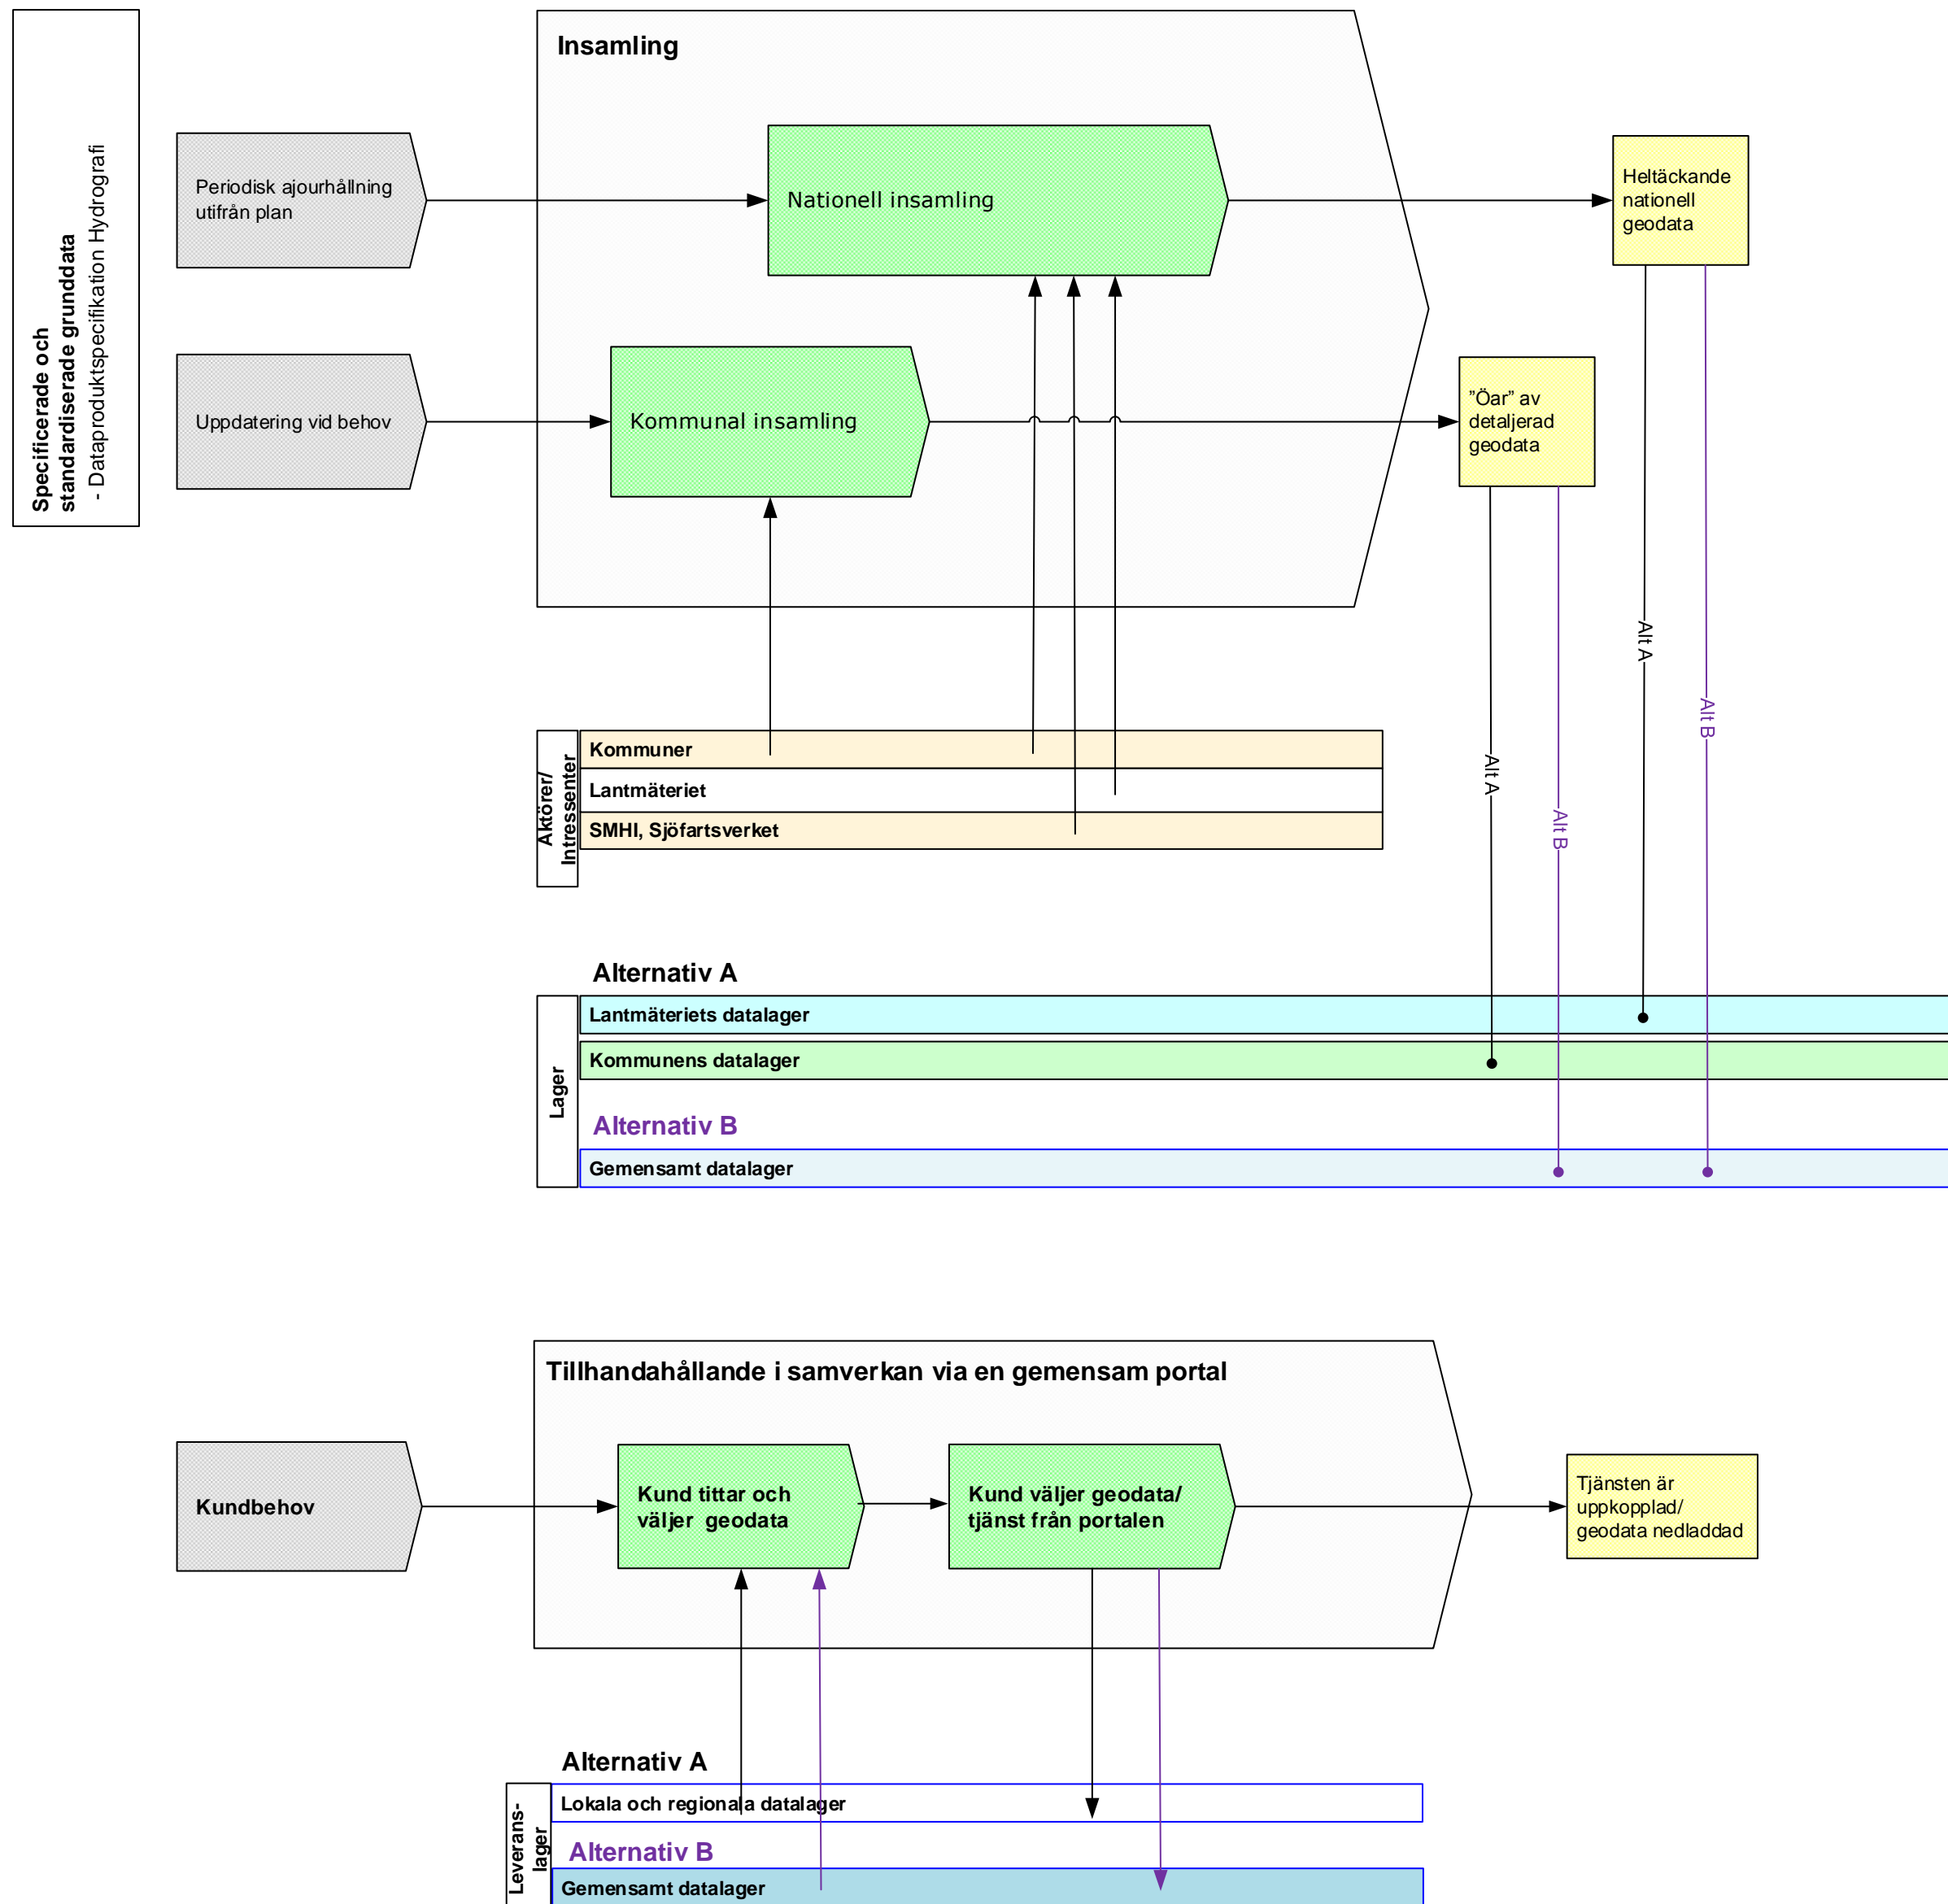 Specificerade och
standardiserade grunddata
- Dataproduktspecifikation Hydrografi
Insamling
Periodisk ajourhållning
utifrån plan
Nationell insamling
Heltäckande
nationell
geodata
Uppdatering vid behov
Kommunal insamling
”Öar” av
detaljerad
geodata
Alt A
Alt B
Alt A
Alt B
Aktörer/
Intressenter
Kommuner
Lantmäteriet
SMHI, Sjöfartsverket
Alternativ A
Lager
Lantmäteriets datalager
Kommunens datalager
Alternativ B
Gemensamt datalager
Tillhandahållande i samverkan via en gemensam portal
Kundbehov
Kund tittar och
väljer geodata
Kund väljer geodata/
tjänst från portalen
Tjänsten är
uppkopplad/
geodata nedladdad
Alternativ A
Leverans-
lager
Lokala och regionala datalager
Alternativ B
Gemensamt datalager